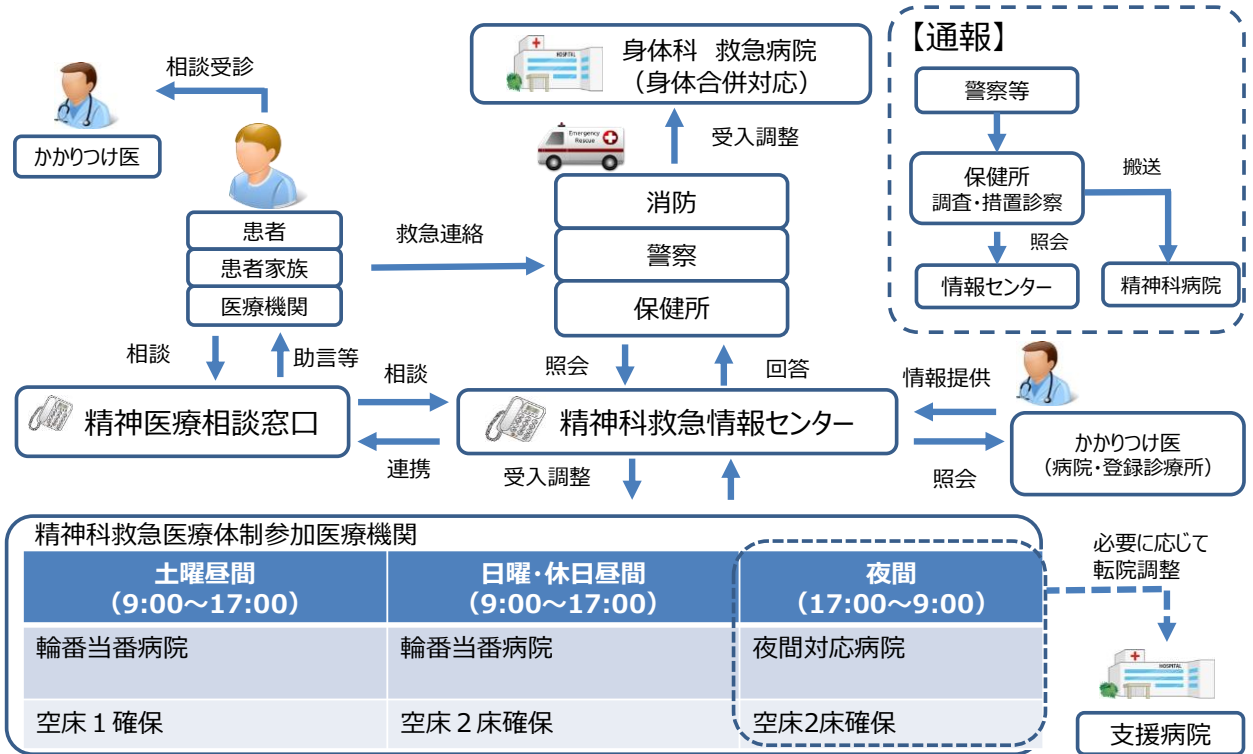 相談受診
かかりつけ医
患者
患者家族
医療機関
救急連絡
HOSPITAL
身体科 救急病院
（身体合併対応）
受入調整
Emergency
Rescue
消防
警察
保健所
【通報】
警察等
保健所
調査・措置診察
搬送
照会
情報センター
精神科病院
相談
助言等
精神医療相談窓口
相談
連携
照会
回答
精神科救急情報センター
情報提供
照会
かかりつけ医
（病院・登録診療所）
受入調整
精神科救急医療体制参加医療機関
土曜昼間
（9:00～17:00）
日曜・休日昼間
（9:00～17:00）
夜間
（17:00～9:00）
輪番当番病院
輪番当番病院
夜間対応病院
空床１確保
空床２床確保
空床2床確保
必要に応じて
転院調整
HOSPITAL
支援病院